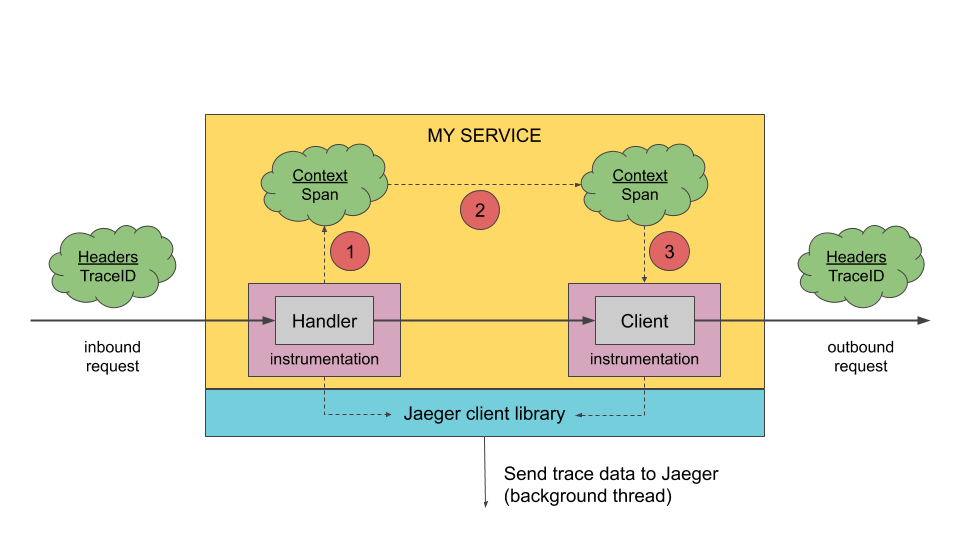 MY SERVICE
Context
Span
Context
Span
2
1
3
Headers
TraceID
Headers
TraceID
Handler
Client
inbound
request
instrumentation
instrumentation
outbound
request
Jaeger client library
Send trace data to Jaeger
(background thread)